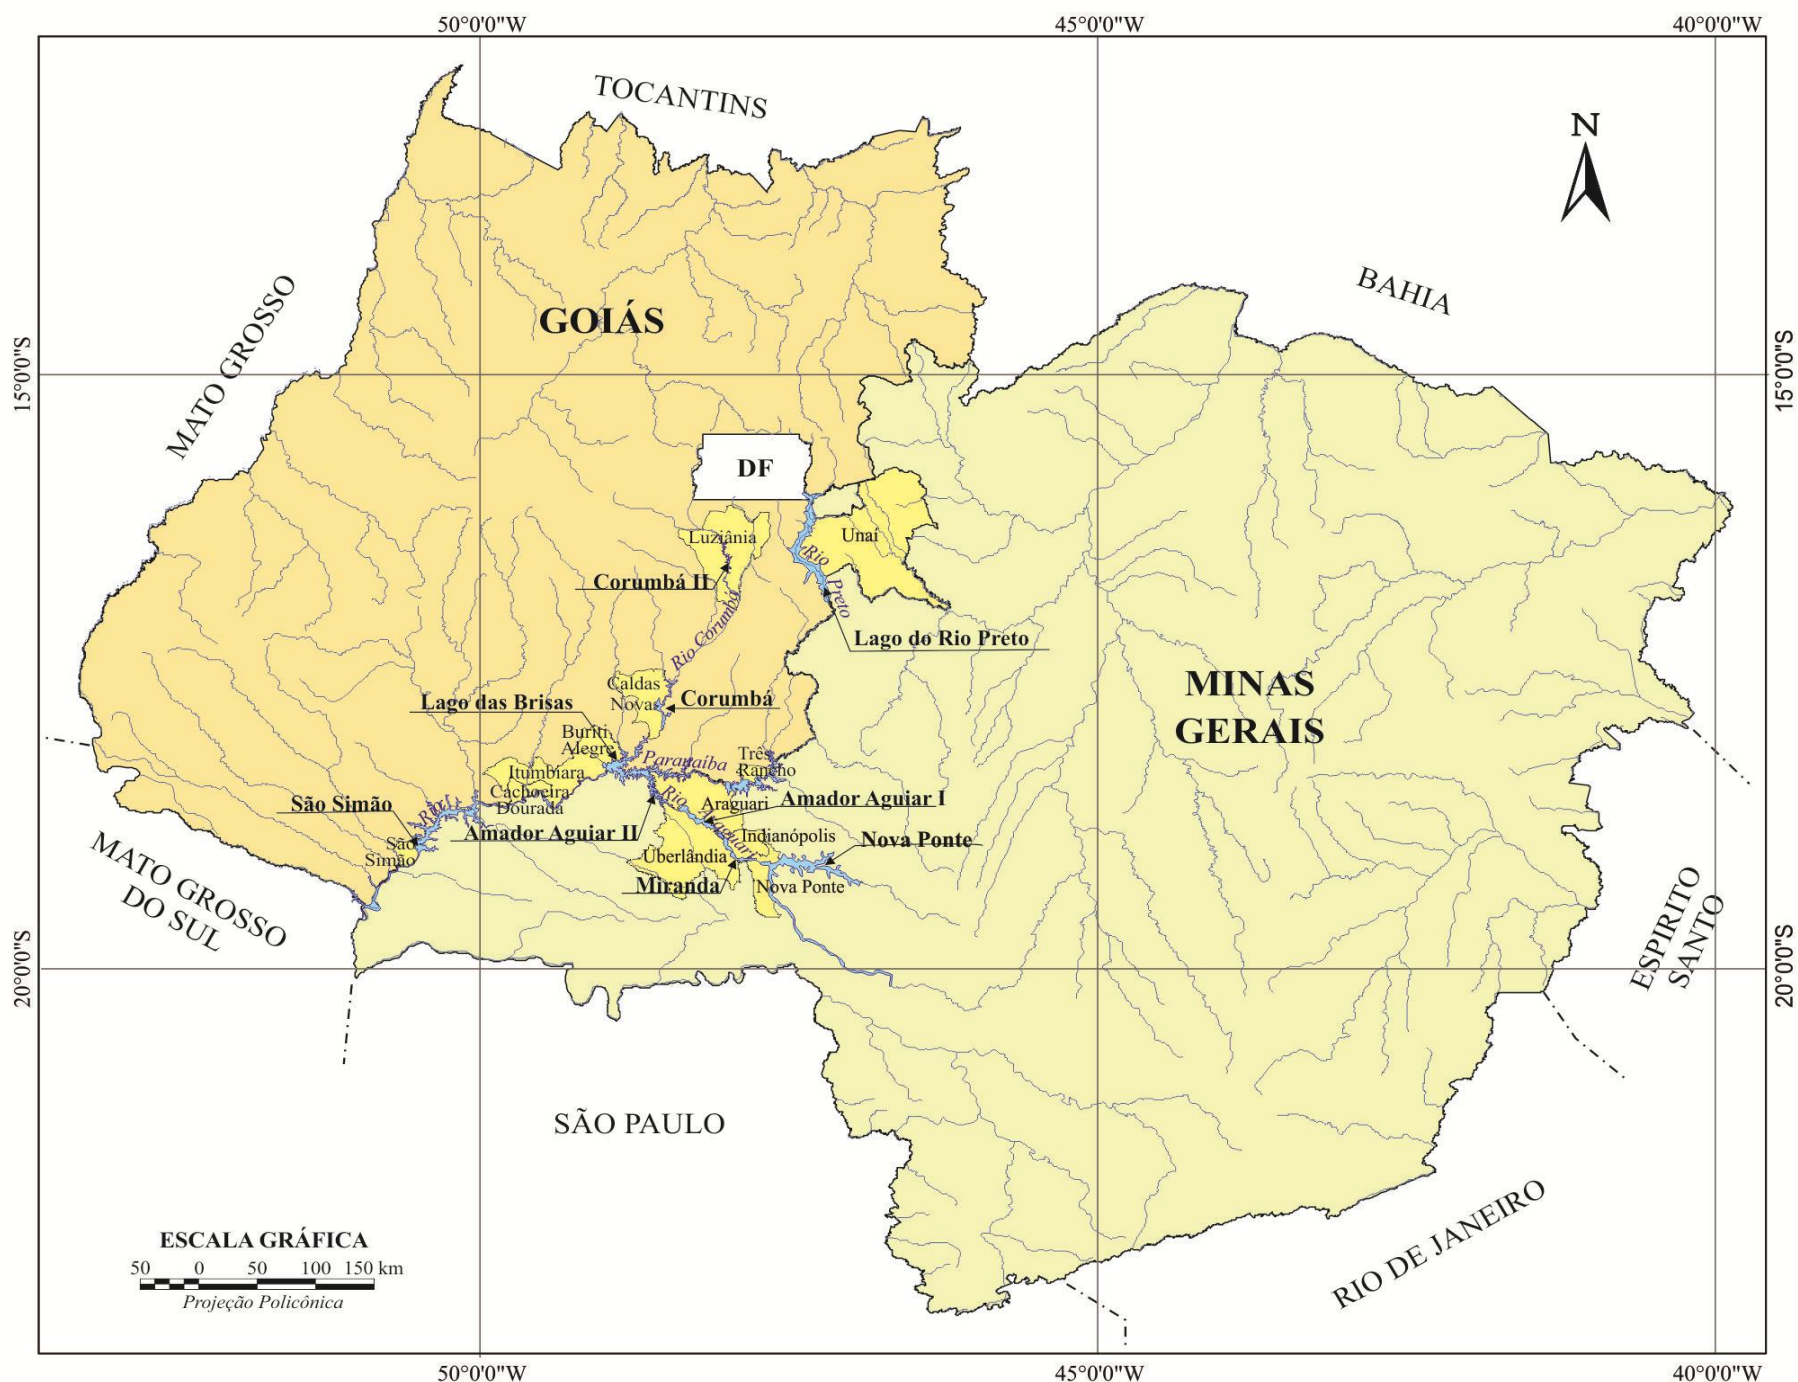 50°0'0"W
45°0'0"W
40°0'0"W
TOCANTINS
N
BAHIA
MATO GROSSO
GOIÁS
15°0'0"S
15°0'0"S
DF
Luziânia
Unaí
Corumbá II
Rio
Preto
Rio Corumbá
Lago do Rio Preto
MINAS
GERAIS
Caldas
Novas
Lago das Brisas
Corumbá
Buriti
Alegre
Paranaíba
Três
Rancho
Itumbiara
Cachoeira
Dourada
São Simão
Rio
Rio
Araguari
Araguari
Amador Aguiar I
Amador Aguiar II
Indianópolis
Nova Ponte
São
Simão
Uberlândia
Miranda
Nova Ponte
MATO GROSSO
DO SUL
ESPIRITO
SANTO
20°0'0"S
20°0'0"S
SÃO PAULO
RIO DE JANEIRO
ESCALA GRÁFICA
50 0 50 100 150 km
Projeção Policônica
50°0'0"W
45°0'0"W
40°0'0"W